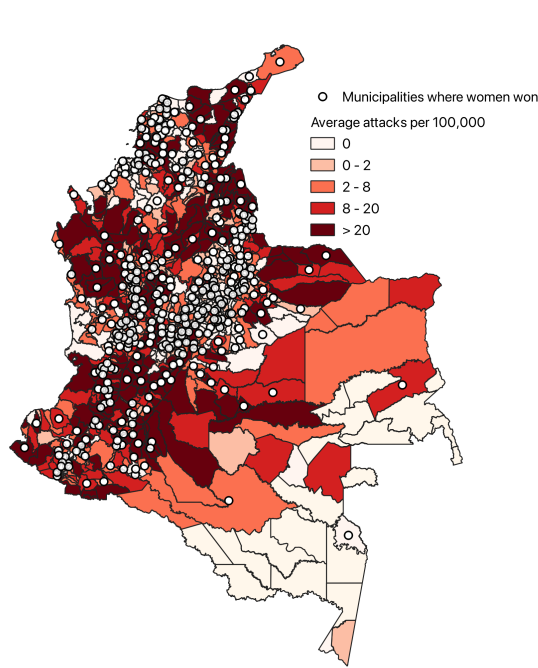 Municipalities where women won
Average attacks per 100,000
0
0 - 2
2 - 8
8 - 20
> 20